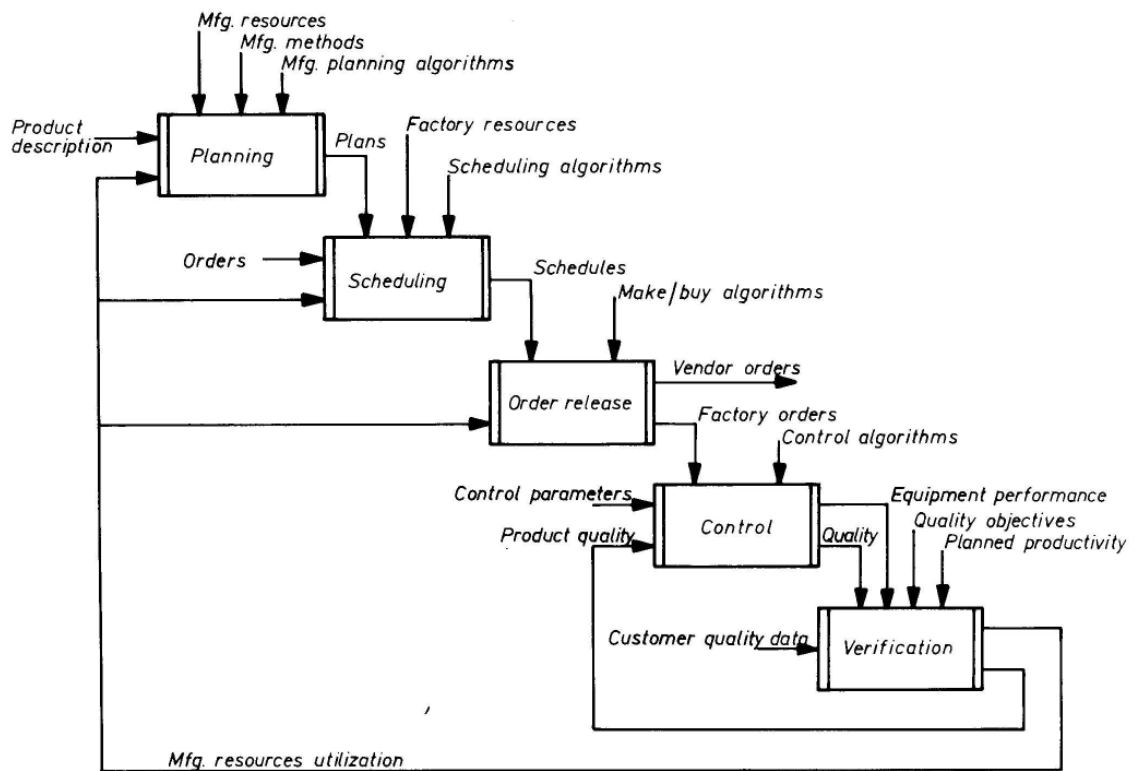 Mfg. resources
Mfg. methods
Mfg. planning algorithms
Product
description
Planning
Plans
Factory resources
Scheduling algorithms
Orders
Scheduling
Schedules
Make/buy algorithms
Vendor orders
Order release
Factory orders
Control algorithms
Control parameters
Equipment performance
Product quality
Control
Quality
Quality objectives
Planned productivity
Customer quality data
Verification
Mfg. resources utilization